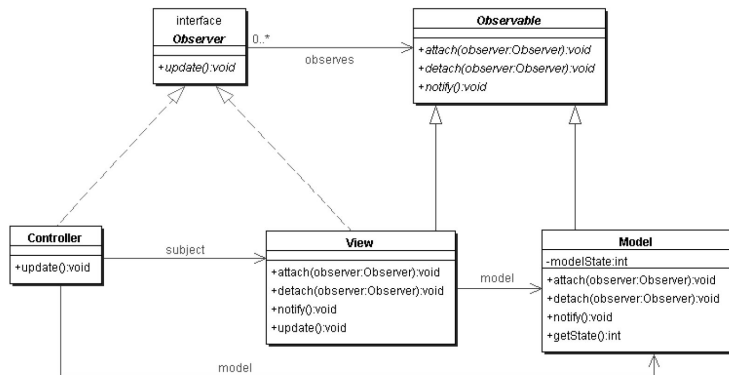 interface
Observer
+update():void
0..*
observes
Observable
+attach(observer:Observer):void
+detach(observer:Observer):void
+notify():void
Controller
+update():void
subject
View
+attach(observer:Observer):void
+detach(observer:Observer):void
+notify():void
+update():void
model
Model
-modelState:int
+attach(observer:Observer):void
+detach(observer:Observer):void
+notify():void
+getState():int
model